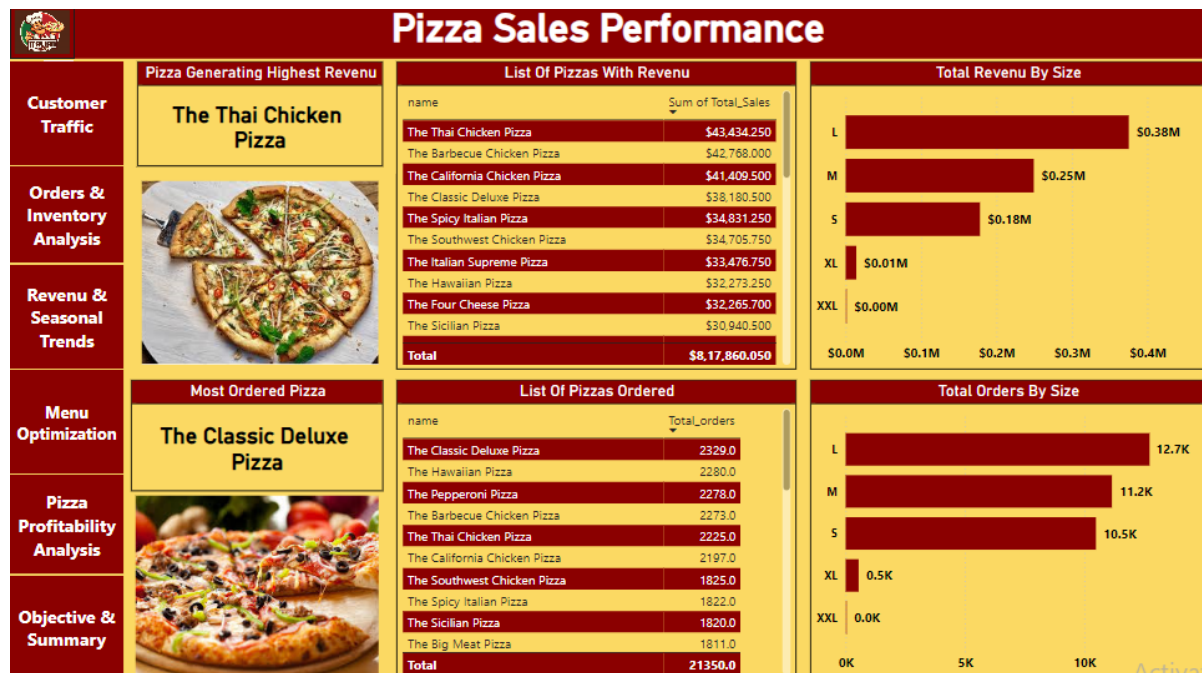 Pizza Sales Performance
Customer
Traffic
Orders &
Inventory
Analysis
Revenu &
Seasonal
Trends
Menu
Optimization
Pizza
Profitability
Analysis
Objective &
Summary
Pizza Generating Highest Revenu
The Thai Chicken
Pizza
List Of Pizzas With Revenu
name Sum of Total_Sales
The Thai Chicken Pizza $43,434.250
The Barbecue Chicken Pizza $42,768.000
The California Chicken Pizza $41,409.500
The Classic Deluxe Pizza $38,180.500
The Spicy Italian Pizza $34,831.250
The Southwest Chicken Pizza $34,705.750
The Italian Supreme Pizza $33,476.750
The Hawaiian Pizza $32,273.250
The Four Cheese Pizza $32,265.700
The Sicilian Pizza $30,940.500
Total $8,17,860.050
Total Revenu By Size
L $0.38M
M $0.25M
S $0.18M
XL $0.01M
XXL $0.00M
$0.0M $0.1M $0.2M $0.3M $0.4M
Most Ordered Pizza
The Classic Deluxe
Pizza
List Of Pizzas Ordered
name Total_orders
The Classic Deluxe Pizza 2329.0
The Hawaiian Pizza 2280.0
The Pepperoni Pizza 2278.0
The Barbecue Chicken Pizza 2273.0
The Thai Chicken Pizza 2225.0
The California Chicken Pizza 2197.0
The Southwest Chicken Pizza 1825.0
The Spicy Italian Pizza 1822.0
The Sicilian Pizza 1820.0
The Big Meat Pizza 1811.0
Total 21350.0
Total Orders By Size
L 12.7K
M 11.2K
S 10.5K
XL 0.5K
XXL 0.0K
0K 5K 10K